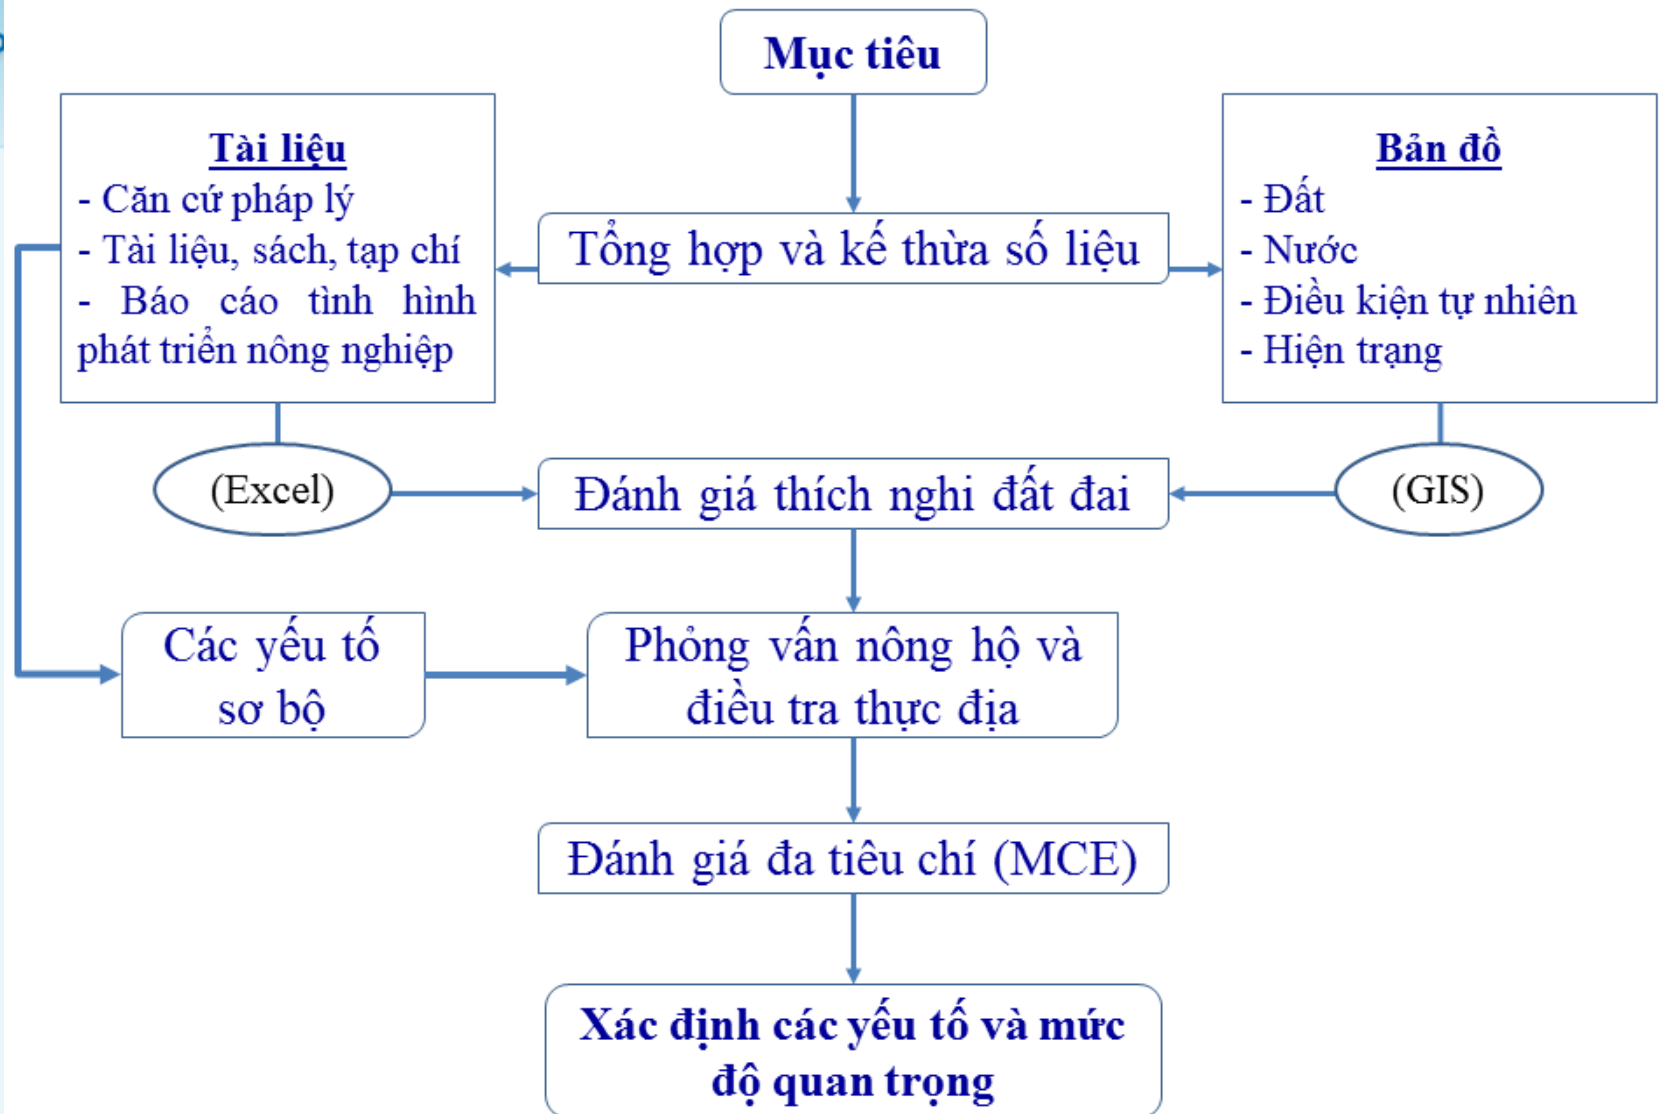 Mục tiêu
Tài liệu
- Căn cứ pháp lý
- Tài liệu, sách, tạp chí
- Báo cáo tình hình
phát triển nông nghiệp
Tổng hợp và kế thừa số liệu
Bản đồ
- Đất
- Nước
- Điều kiện tự nhiên
- Hiện trạng
(Excel)
Đánh giá thích nghi đất đai
(GIS)
Các yếu tố
sơ bộ
Phỏng vấn nông hộ và
điều tra thực địa
Đánh giá đa tiêu chí (MCE)
Xác định các yếu tố và mức
độ quan trọng